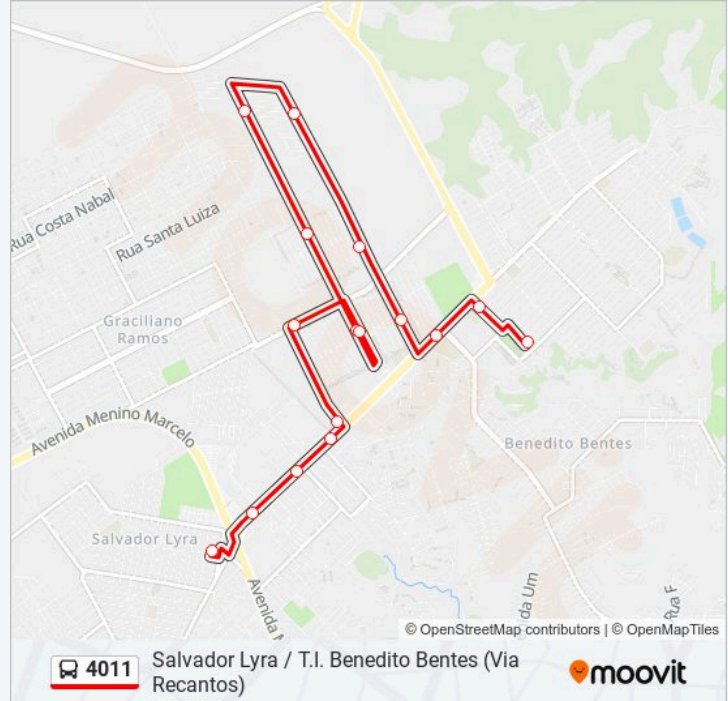 Rua Costa Nabal
Rua Santa Luiza
Graciliano
Ramos
Avenida Menino Marcelo
Benedito Bentes
Salvador Lyra
Avenida M
ida Um
Rua F
© OpenStreetMap contributors | © OpenMapTiles
4011
Salvador Lyra / T.I. Benedito Bentes (Via
Recantos)
moovit